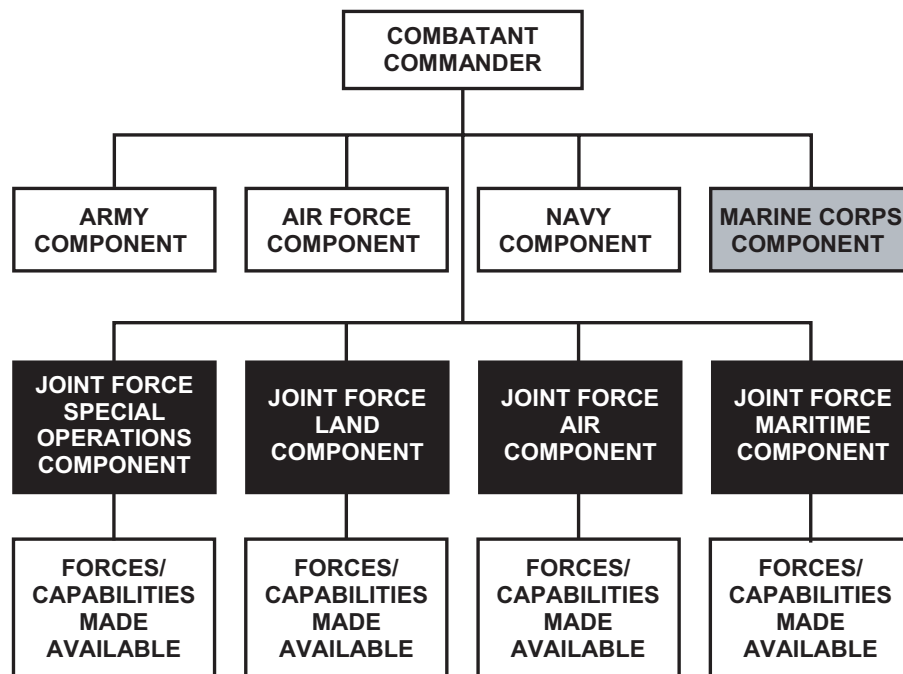 COMBATANT
COMMANDER
ARMY
COMPONENT
AIR FORCE
COMPONENT
NAVY
COMPONENT
MARINE CORPS
COMPONENT
JOINT FORCE
SPECIAL
OPERATIONS
COMPONENT
JOINT FORCE
LAND
COMPONENT
JOINT FORCE
AIR
COMPONENT
JOINT FORCE
MARITIME
COMPONENT
FORCES/
CAPABILITIES
MADE
AVAILABLE
FORCES/
CAPABILITIES
MADE
AVAILABLE
FORCES/
CAPABILITIES
MADE
AVAILABLE
FORCES/
CAPABILITIES
MADE
AVAILABLE